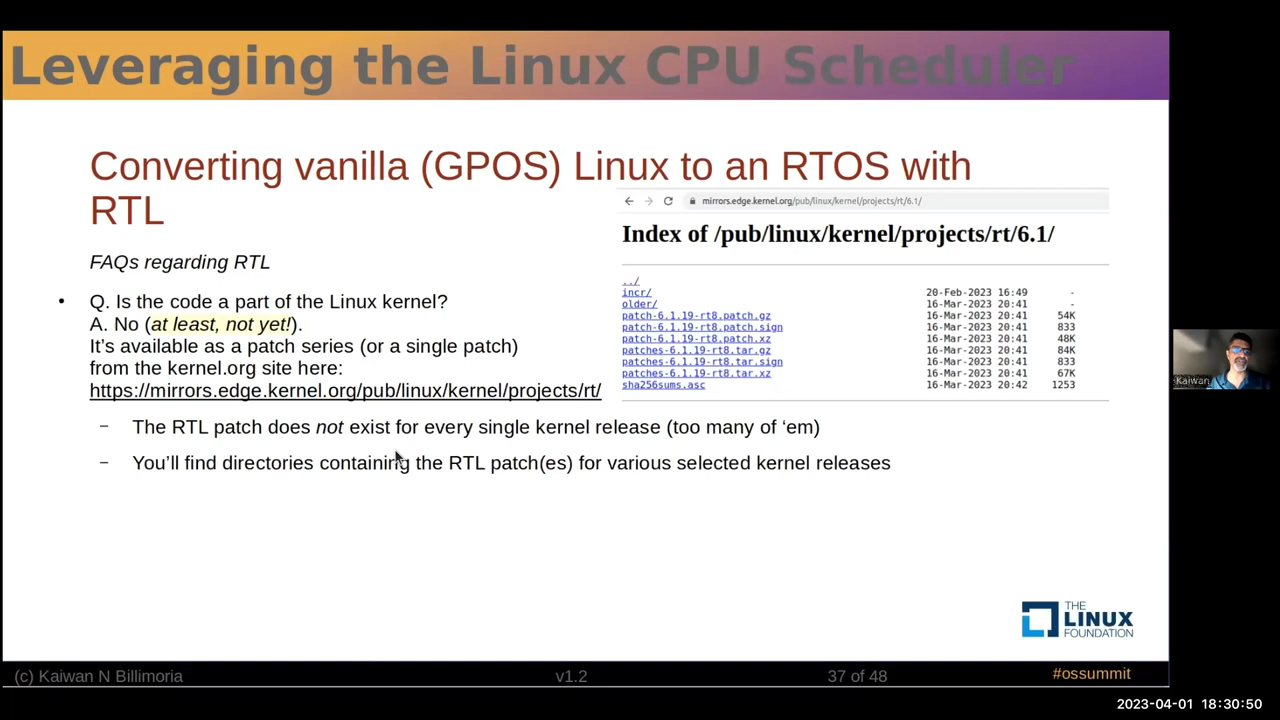 Leveraging the Linux CPU Scheduler
Converting vanilla (GPOS) Linux to an RTOS with
RTL
FAQs regarding RTL
• Q. Is the code a part of the Linux kernel?
A. No (at least, not yet!).
It's available as a patch series (or a single patch)
from the kernel.org site here:
https://mirrors.edge.kernel.org/pub/linux/kernel/projects/rt/
– The RTL patch does not exist for every single kernel release (too many of ‘em)
– You'll find directories containing the RTL patch(es) for various selected kernel releases
mirrors.edge.kernel.org/pub/linux/kernel/projects/rt/6.1/
Index of /pub/linux/kernel/projects/rt/6.1/
../
incr/ 20-Feb-2023 16:49 -
older/ 16-Mar-2023 20:41 -
patch-6.1.19-rt8.patch.gz 16-Mar-2023 20:41 54K
patch-6.1.19-rt8.patch.sign 16-Mar-2023 20:41 833
patch-6.1.19-rt8.patch.xz 16-Mar-2023 20:41 48K
patches-6.1.19-rt8.tar.gz 16-Mar-2023 20:41 84K
patches-6.1.19-rt8.tar.sign 16-Mar-2023 20:41 833
patches-6.1.19-rt8.tar.xz 16-Mar-2023 20:41 67K
sha256sums.asc 16-Mar-2023 20:42 1253
Kaiwan
THE
LINUX
FOUNDATION
(c) Kaiwan N Billimoria v1.2 37 of 48 #ossummit
2023-04-01 18:30:50